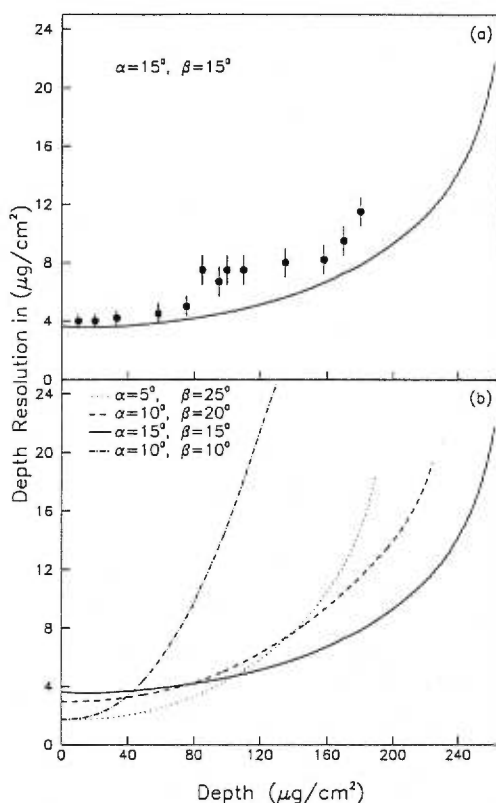 24
(a)
α=15°, β=15°
20
16
12
8
4
0
Depth Resolution in (μg/cm²)
24
(b)
α=5°, β=25°
α=10°, β=20°
α=15°, β=15°
α=10°, β=10°
20
16
12
8
4
0
0 40 80 120 160 200 240
Depth (μg/cm²)